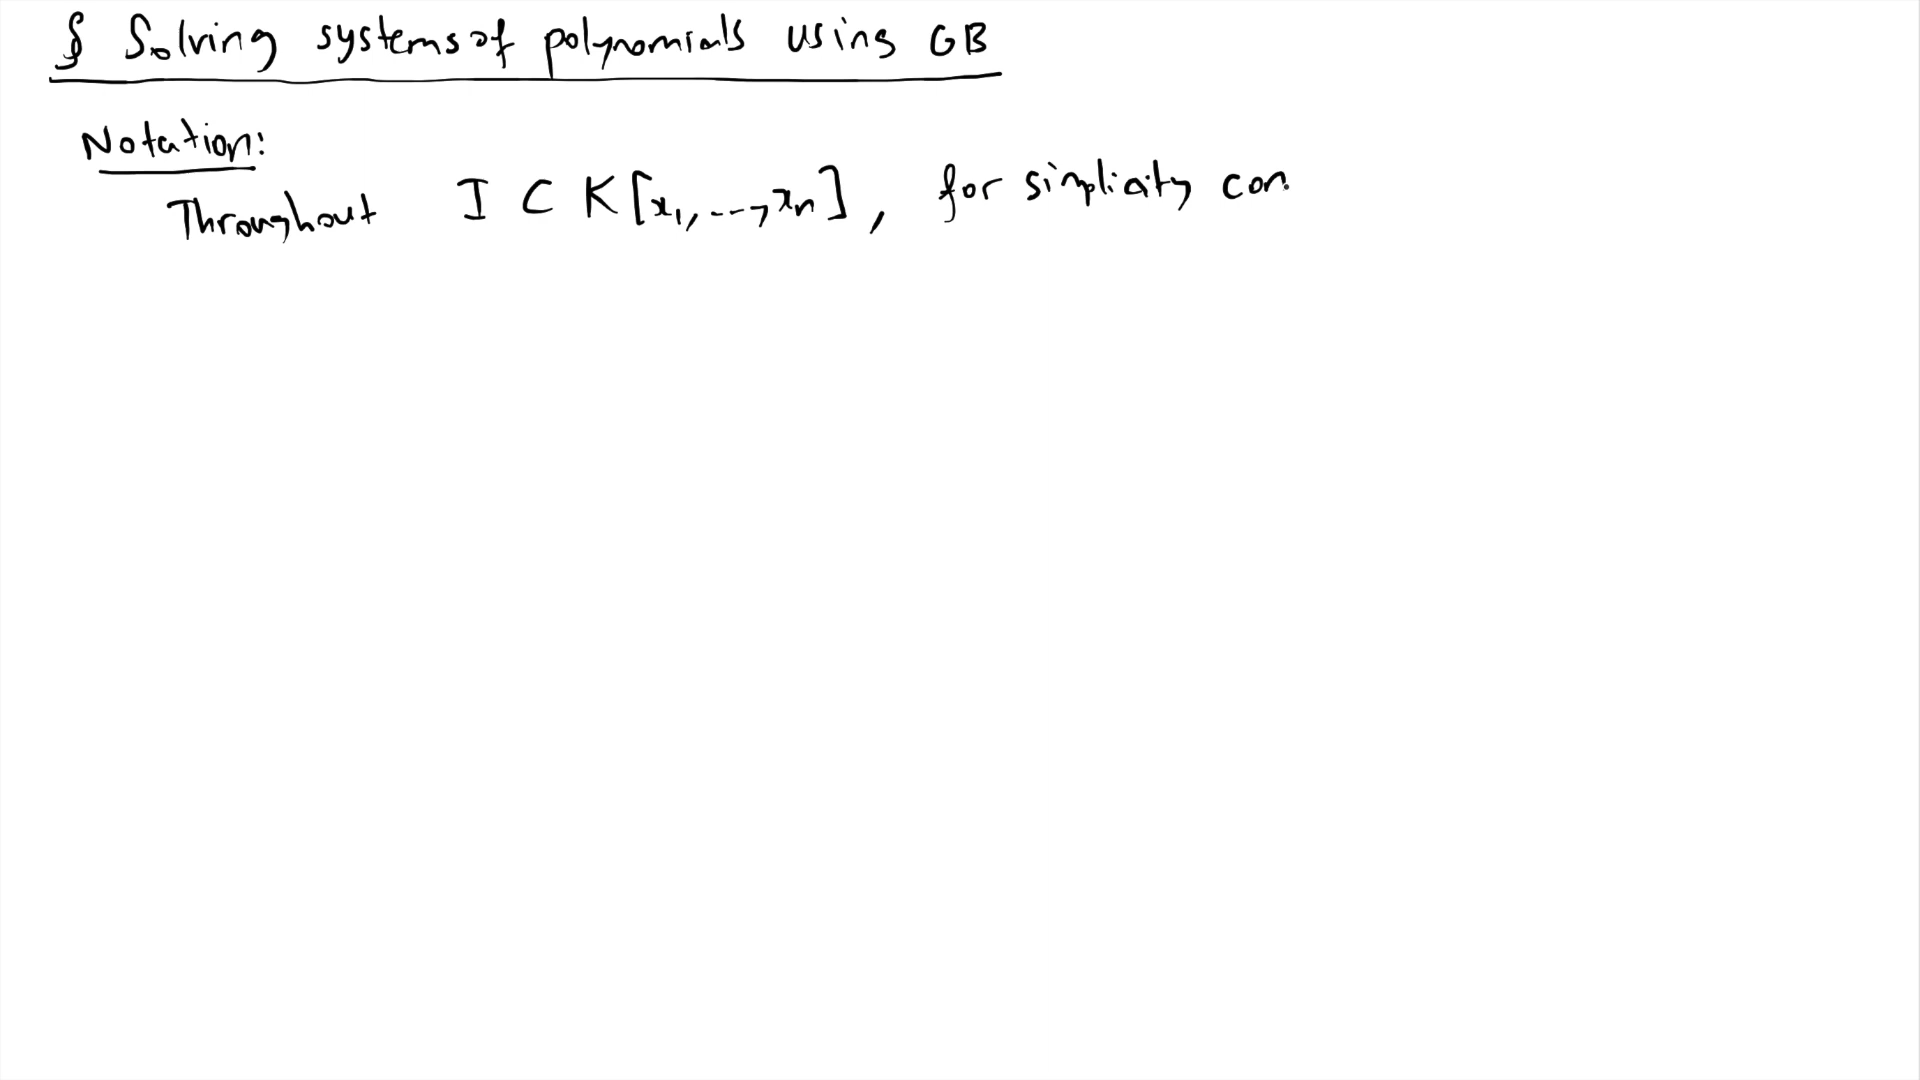 § Solving systems of polynomials using GB
Notation:
Throughout I ⊂ K[x₁, ..., xₙ], for simplicity con